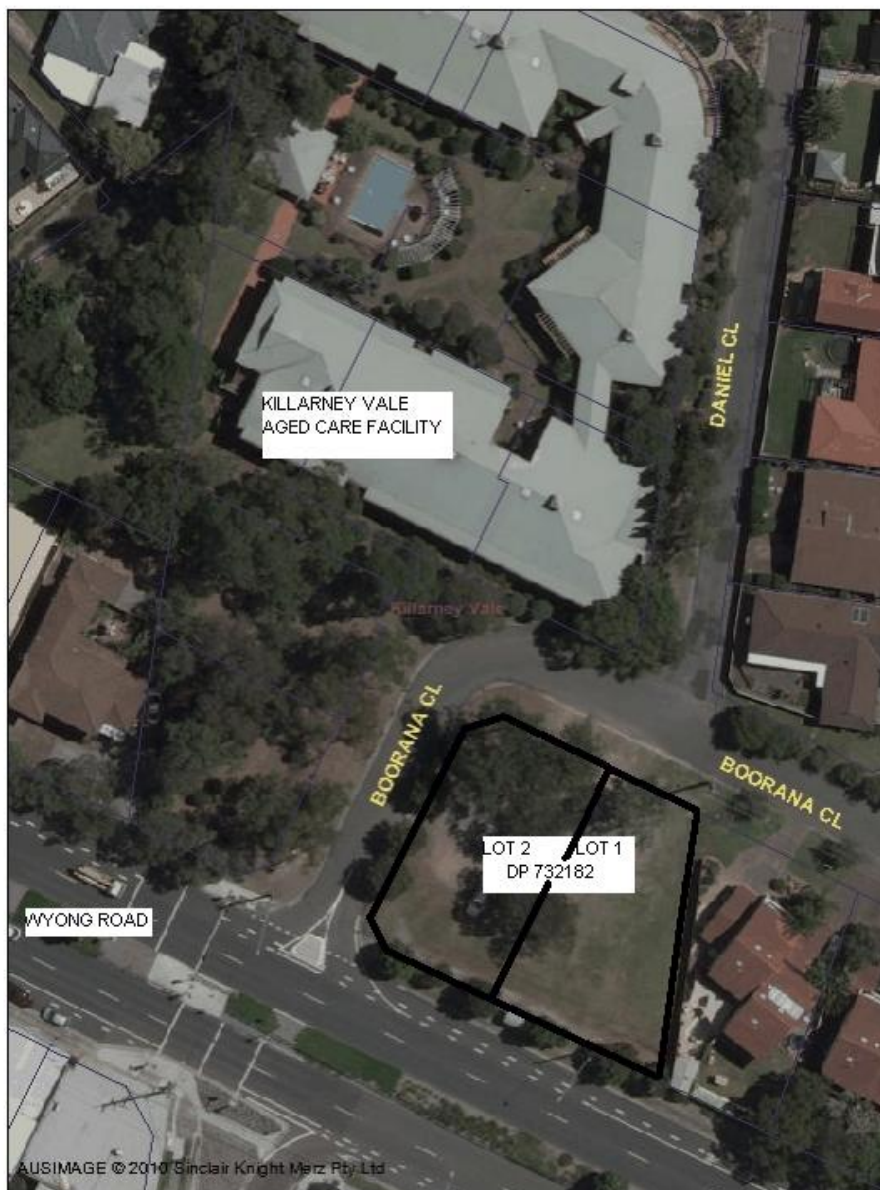 KILLARNEY VALE
AGED CARE FACILITY
DANIEL CL
Killarney Vale
BOORANA CL
BOORANA CL
LOT 2 LOT 1
DP 732182
WYONG ROAD
AUSIMAGE © 2010 Sinclair Knight Merz Pty Ltd